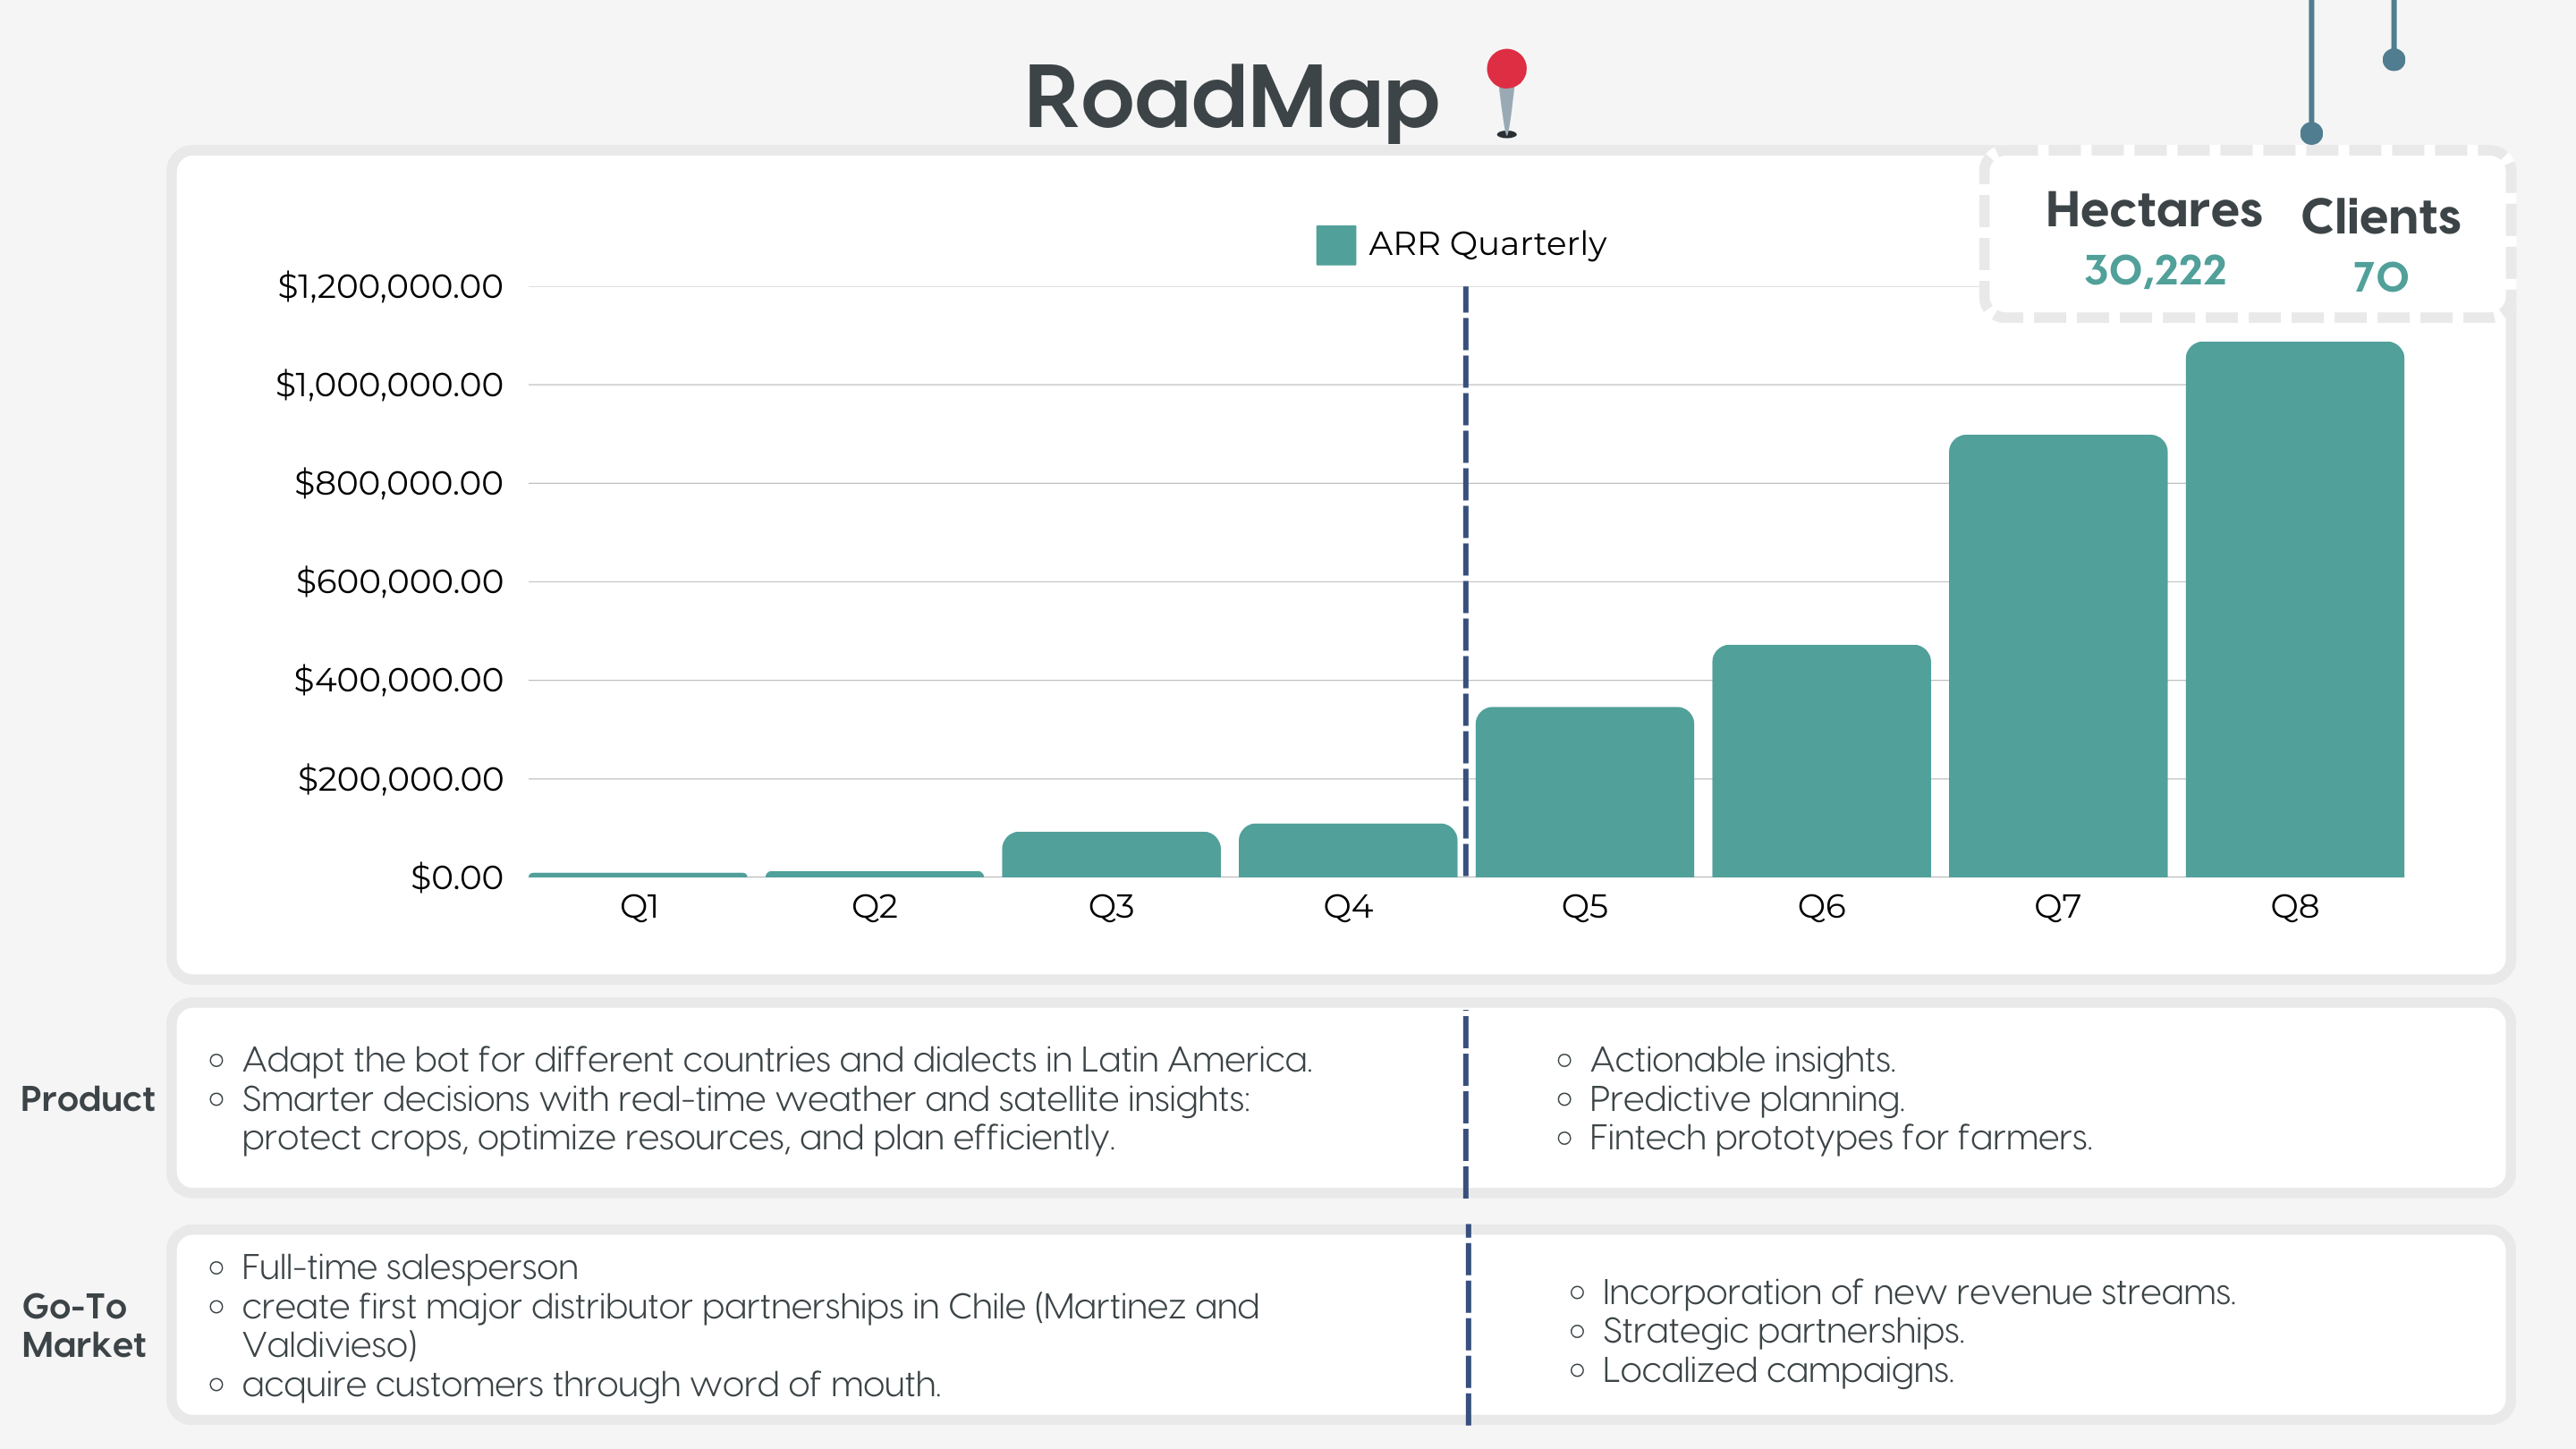 RoadMap
Hectares Clients
30,222 70
ARR Quarterly
$1,200,000.00
$1,000,000.00
$800,000.00
$600,000.00
$400,000.00
$200,000.00
$0.00
Q1 Q2 Q3 Q4 Q5 Q6 Q7 Q8
Product
Adapt the bot for different countries and dialects in Latin America.
Smarter decisions with real-time weather and satellite insights:
protect crops, optimize resources, and plan efficiently.
Actionable insights.
Predictive planning.
Fintech prototypes for farmers.
Go-To
Market
Full-time salesperson
create first major distributor partnerships in Chile (Martinez and
Valdivieso)
acquire customers through word of mouth.
Incorporation of new revenue streams.
Strategic partnerships.
Localized campaigns.